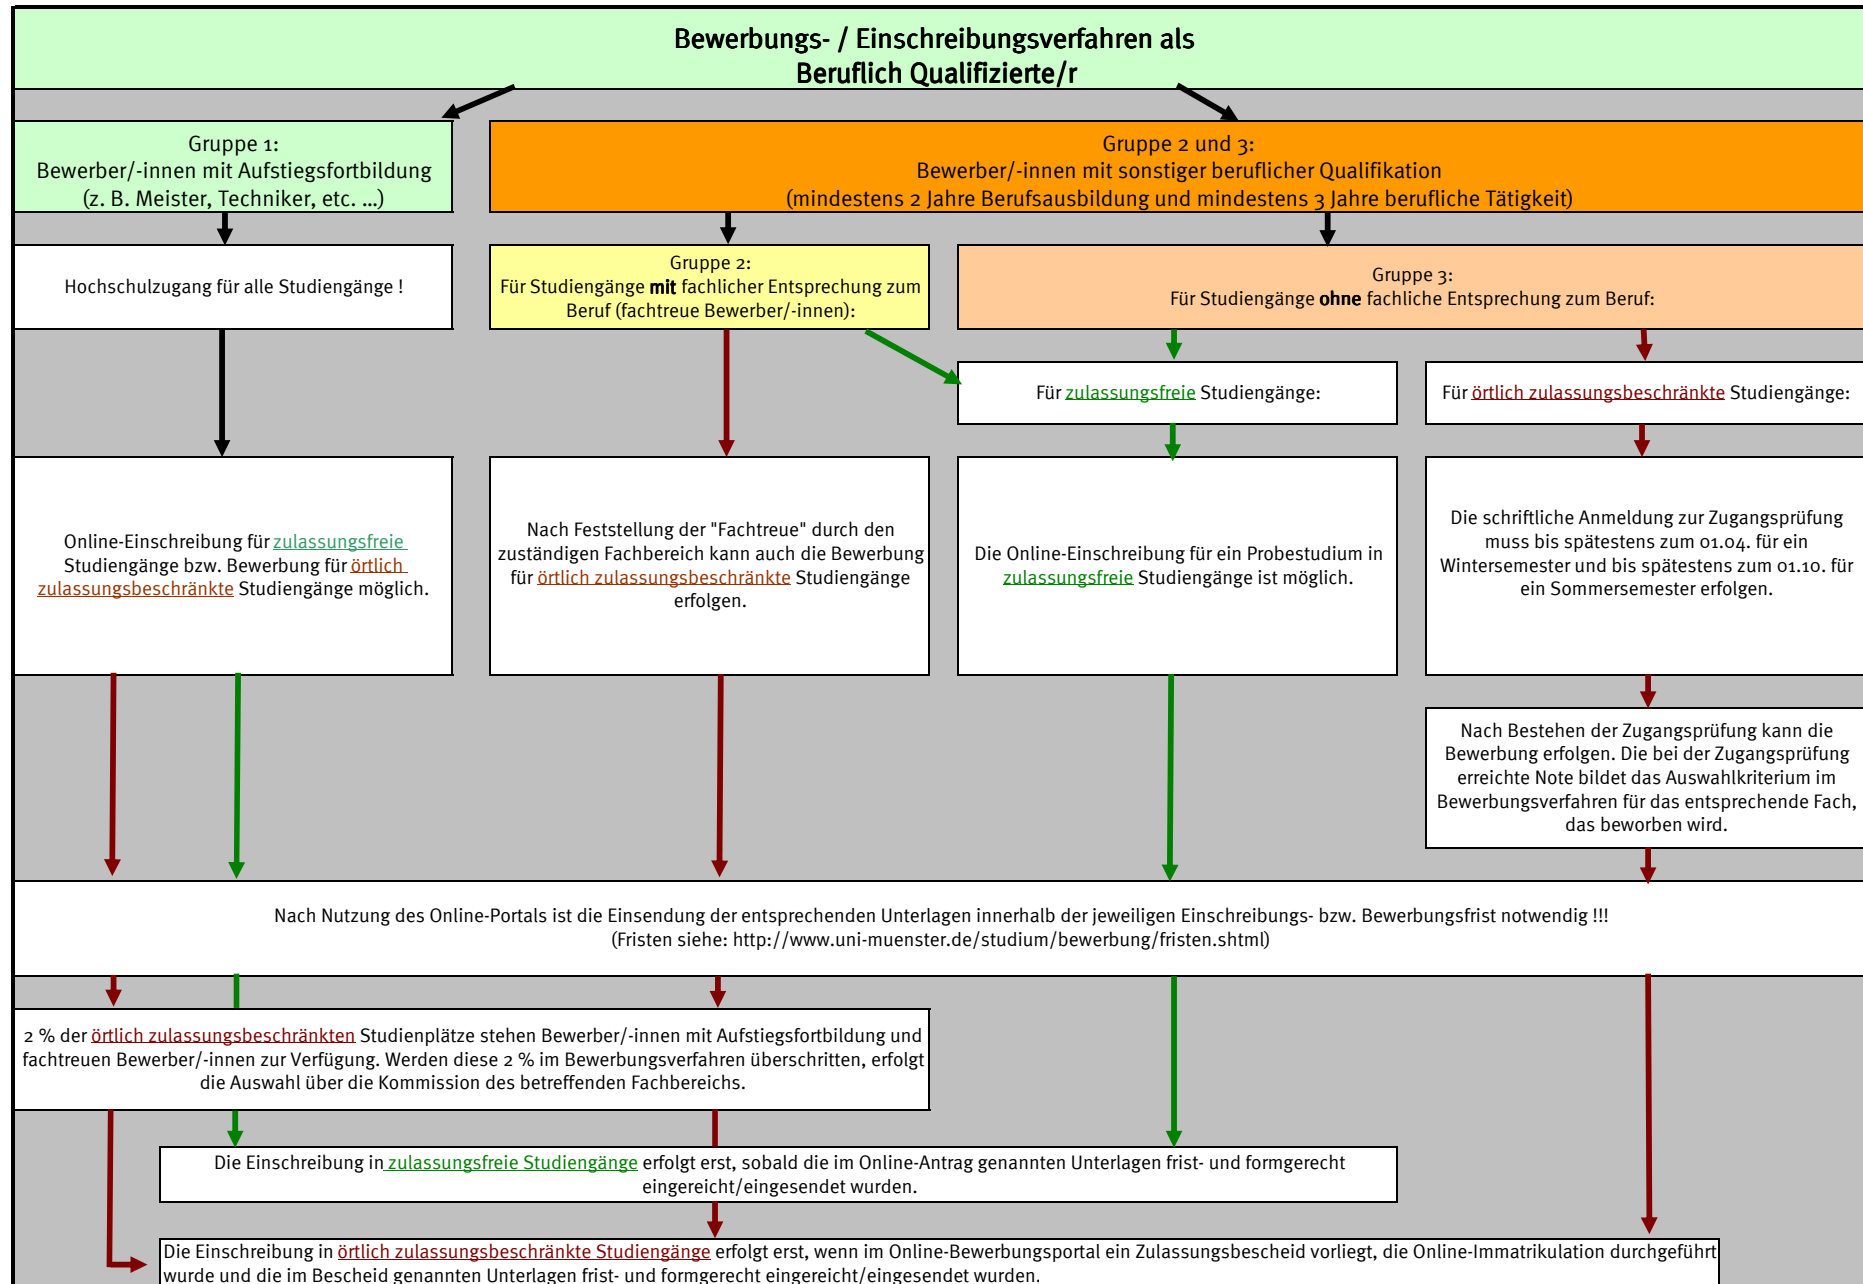 Bewerbungs- / Einschreibungsverfahren als
Beruflich Qualifizierte/r
Gruppe 1:
Bewerber/-innen mit Aufstiegsfortbildung
(z. B. Meister, Techniker, etc. ...)
Gruppe 2 und 3:
Bewerber/-innen mit sonstiger beruflicher Qualifikation
(mindestens 2 Jahre Berufsausbildung und mindestens 3 Jahre berufliche Tätigkeit)
Hochschulzugang für alle Studiengänge !
Gruppe 2:
Für Studiengänge mit fachlicher Entsprechung zum
Beruf (fachtreue Bewerber/-innen):
Gruppe 3:
Für Studiengänge ohne fachliche Entsprechung zum Beruf:
Für zulassungsfreie Studiengänge:
Für örtlich zulassungsbeschränkte Studiengänge:
Online-Einschreibung für zulassungsfreie
Studiengänge bzw. Bewerbung für örtlich
zulassungsbeschränkte Studiengänge möglich.
Nach Feststellung der "Fachtreue" durch den
zuständigen Fachbereich kann auch die Bewerbung
für örtlich zulassungsbeschränkte Studiengänge
erfolgen.
Die Online-Einschreibung für ein Probestudium in
zulassungsfreie Studiengänge ist möglich.
Die schriftliche Anmeldung zur Zugangsprüfung
muss bis spätestens zum 01.04. für ein
Wintersemester und bis spätestens zum 01.10. für
ein Sommersemester erfolgen.
Nach Bestehen der Zugangsprüfung kann die
Bewerbung erfolgen. Die bei der Zugangsprüfung
erreichte Note bildet das Auswahlkriterium im
Bewerbungsverfahren für das entsprechende Fach,
das beworben wird.
Nach Nutzung des Online-Portals ist die Einsendung der entsprechenden Unterlagen innerhalb der jeweiligen Einschreibungs- bzw. Bewerbungsfrist notwendig !!!
(Fristen siehe: http://www.uni-muenster.de/studium/bewerbung/fristen.shtml)
2 % der örtlich zulassungsbeschränkten Studienplätze stehen Bewerber/-innen mit Aufstiegsfortbildung und
fachtreuen Bewerber/-innen zur Verfügung. Werden diese 2 % im Bewerbungsverfahren überschritten, erfolgt
die Auswahl über die Kommission des betreffenden Fachbereichs.
Die Einschreibung in zulassungsfreie Studiengänge erfolgt erst, sobald die im Online-Antrag genannten Unterlagen frist- und formgerecht
eingereicht/eingesendet wurden.
Die Einschreibung in örtlich zulassungsbeschränkte Studiengänge erfolgt erst, wenn im Online-Bewerbungsportal ein Zulassungsbescheid vorliegt, die Online-Immatrikulation durchgeführt
wurde und die im Bescheid genannten Unterlagen frist- und formgerecht eingereicht/eingesendet wurden.